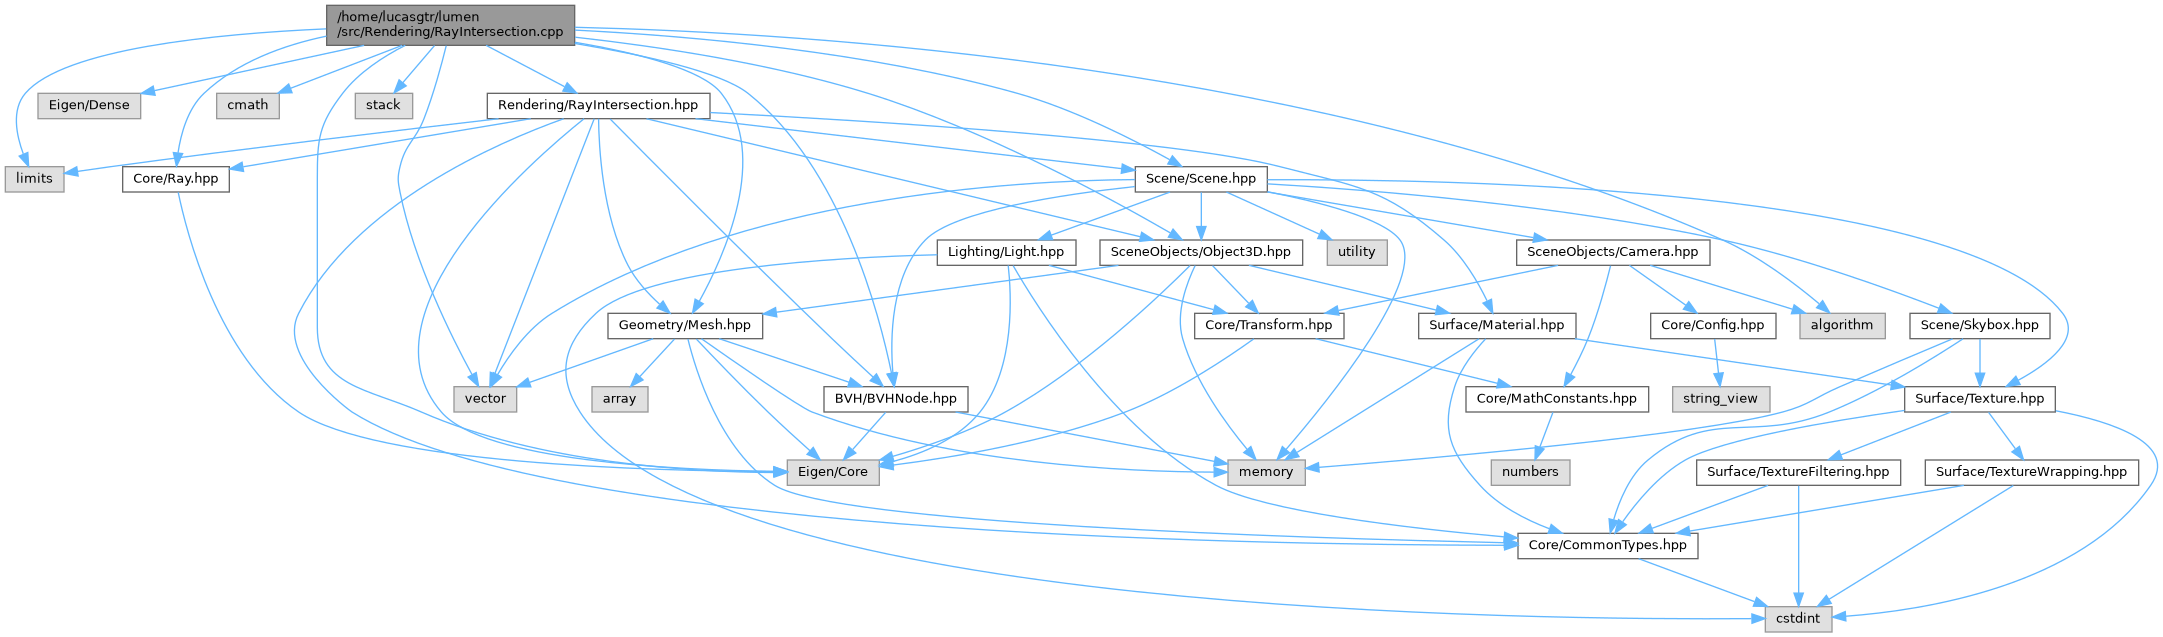 /home/lucasgtr/lumen
/src/Rendering/RayIntersection.cpp
Eigen/Dense
cmath
stack
Rendering/RayIntersection.hpp
limits
Core/Ray.hpp
Scene/Scene.hpp
Lighting/Light.hpp
SceneObjects/Object3D.hpp
utility
SceneObjects/Camera.hpp
Geometry/Mesh.hpp
Core/Transform.hpp
Surface/Material.hpp
Core/Config.hpp
algorithm
Scene/Skybox.hpp
vector
array
BVH/BVHNode.hpp
Core/MathConstants.hpp
string_view
Surface/Texture.hpp
Eigen/Core
memory
numbers
Surface/TextureFiltering.hpp
Surface/TextureWrapping.hpp
Core/CommonTypes.hpp
cstdint